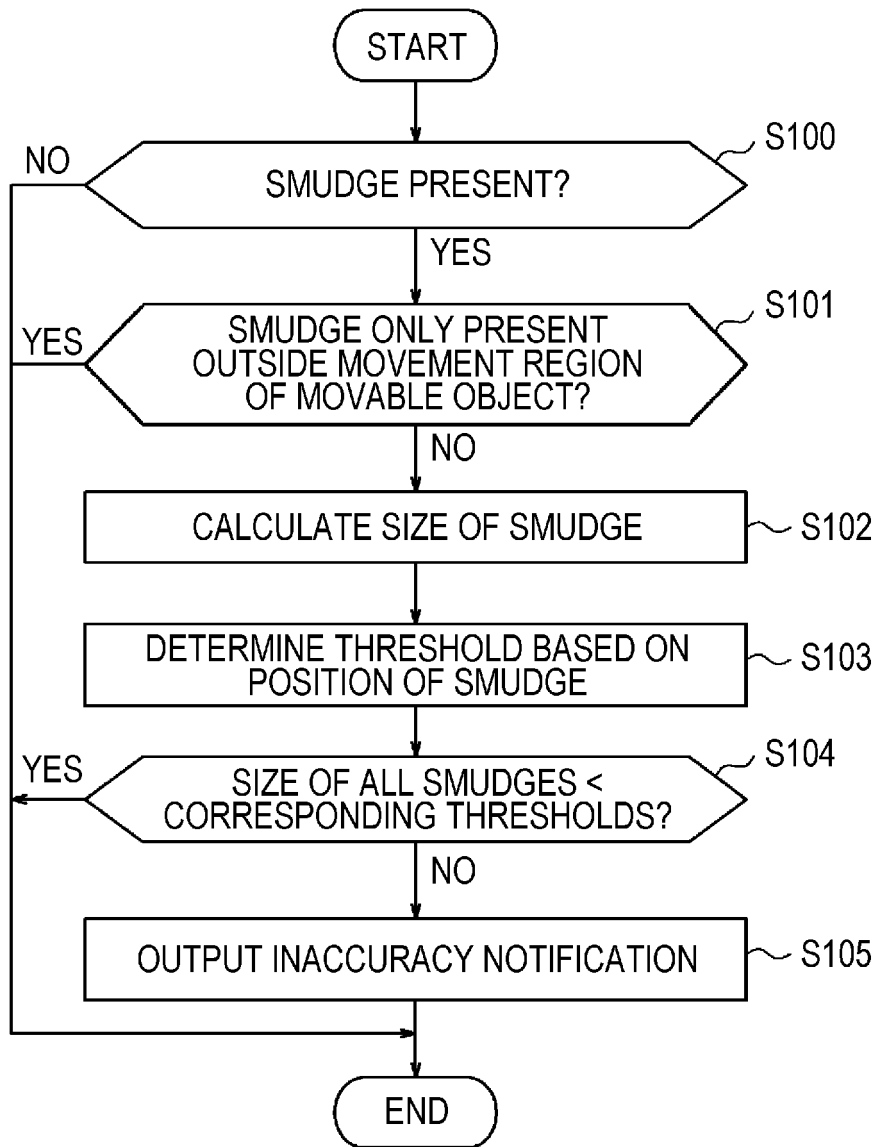 START
S100
NO
SMUDGE PRESENT?
YES
S101
YES
SMUDGE ONLY PRESENT
OUTSIDE MOVEMENT REGION
OF MOVABLE OBJECT?
NO
CALCULATE SIZE OF SMUDGE
S102
DETERMINE THRESHOLD BASED ON
POSITION OF SMUDGE
S103
S104
YES
SIZE OF ALL SMUDGES <
CORRESPONDING THRESHOLDS?
NO
OUTPUT INACCURACY NOTIFICATION
S105
END